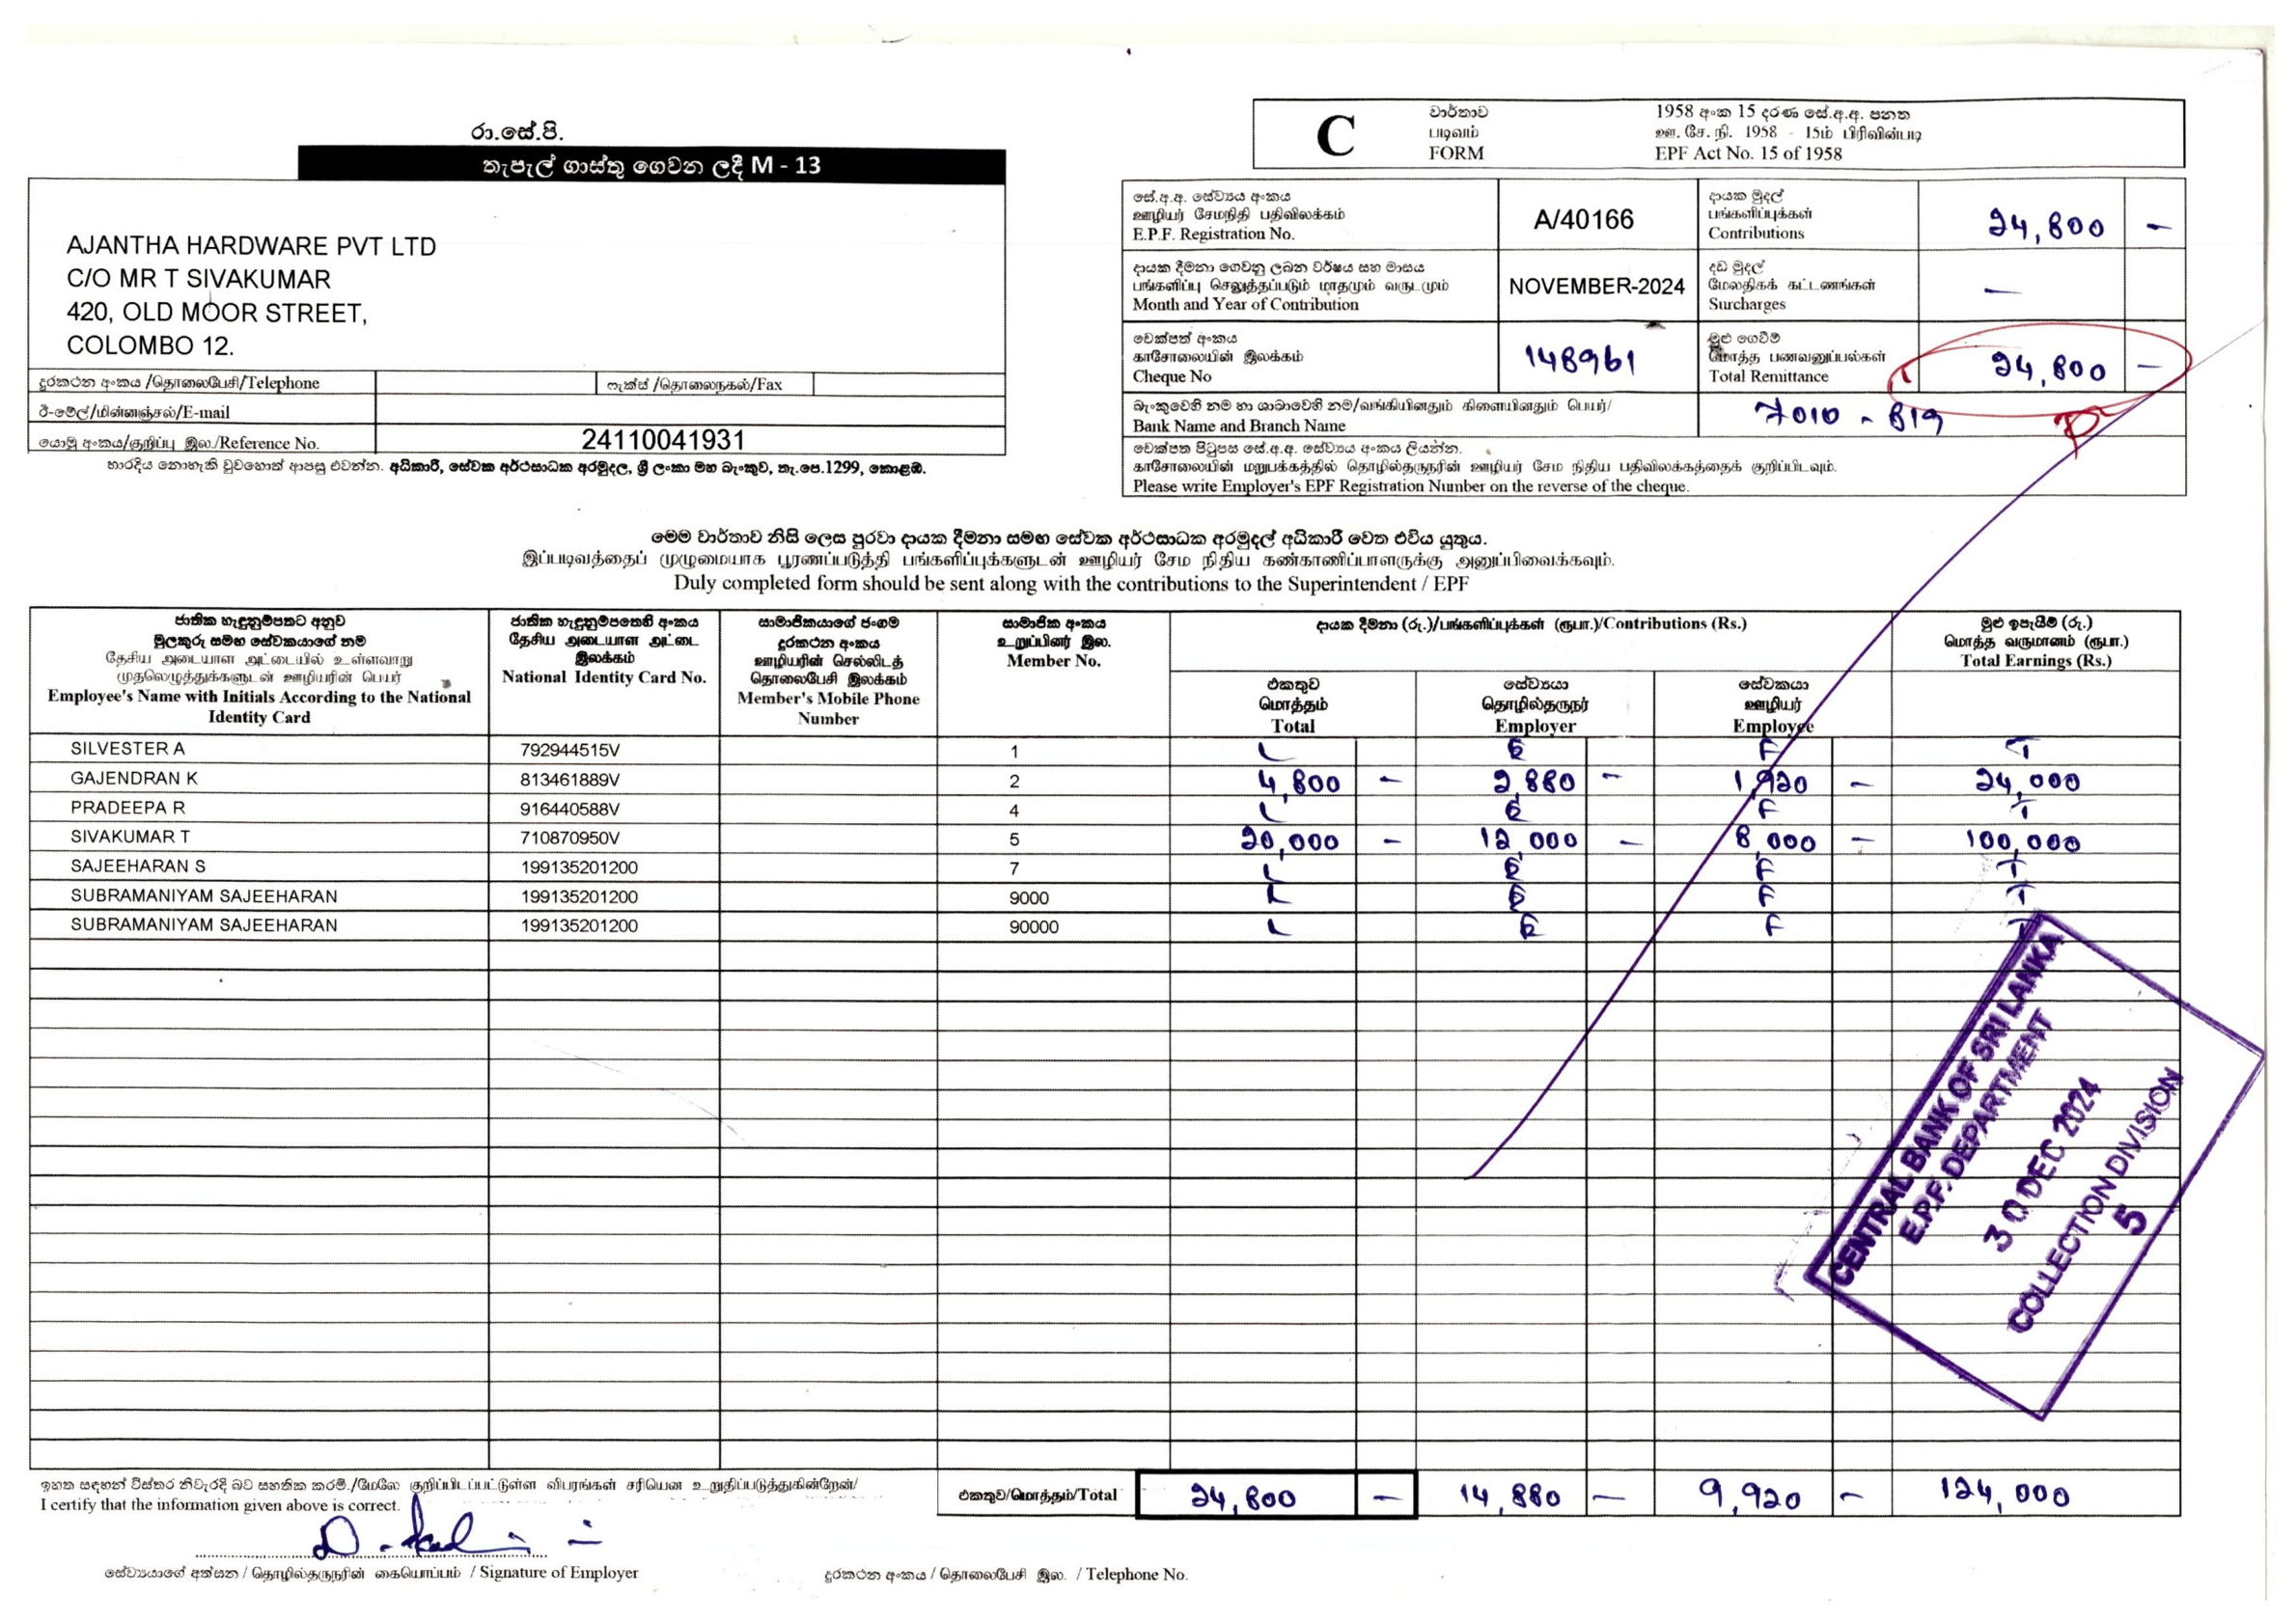 රා.සේ.පි.
තැපැල් ගාස්තු ගෙවන ලදී M - 13
AJANTHA HARDWARE PVT LTD
C/O MR T SIVAKUMAR
420, OLD MOOR STREET,
COLOMBO 12.
දුරකථන අංකය /தொலைபேசி/Telephone
ෆැක්ස් /தொலைநகல்/Fax
ඊ-මේල්/மின்னஞ்சல்/E-mail
යොමු අංකය/குறிப்பு இல./Reference No. 24110041931
භාරදිය නොහැකි වුවහොත් ආපසු එවන්න. අධිකාරී, සේවක අර්ථසාධක අරමුදල, ශ්‍රී ලංකා මහ බැංකුව, තැ.පෙ.1299, කොළඹ.
C
වාර්තාව
படிவம்
FORM
1958 අංක 15 දරණ සේ.අ.අ. පනත
ஊ. சே. நி. 1958 - 15ம் பிரிவின்படி
EPF Act No. 15 of 1958
සේ.අ.අ. සේව්‍යය අංකය
ஊழியர் சேமநிதி பதிவிலக்கம்
E.P.F. Registration No.
A/40166
දායක මුදල්
பங்களிப்புக்கள்
Contributions
24,800 —
දායක දීමනා ගෙවනු ලබන වර්ෂය සහ මාසය
பங்களிப்பு செலுத்தப்படும் மாதமும் வருடமும்
Month and Year of Contribution
NOVEMBER-2024
දඩ මුදල්
மேலதிகக் கட்டணங்கள்
Surcharges
—
චෙක්පත් අංකය
காசோலையின் இலக்கம்
Cheque No
148961
මුළු ගෙවීම්
மொத்த பணவனுப்பல்கள்
Total Remittance
24,800 —
බැංකුවෙහි නම හා ශාඛාවෙහි නම/வங்கியினதும் கிளையினதும் பெயர்/
Bank Name and Branch Name
7010 - 819
චෙක්පත පිටුපස සේ.අ.අ. සේව්‍යය අංකය ලියන්න.
காசோலையின் மறுபக்கத்தில் தொழில்தருநரின் ஊழியர் சேம நிதிய பதிவிலக்கத்தைக் குறிப்பிடவும்.
Please write Employer's EPF Registration Number on the reverse of the cheque.
මෙම වාර්තාව නිසි ලෙස පුරවා දායක දීමනා සමඟ සේවක අර්ථසාධක අරමුදල් අධිකාරී වෙත එවිය යුතුය.
இப்படிவத்தைப் முழுமையாக பூரணப்படுத்தி பங்களிப்புக்களுடன் ஊழியர் சேம நிதிய கண்காணிப்பாளருக்கு அனுப்பிவைக்கவும்.
Duly completed form should be sent along with the contributions to the Superintendent / EPF
ජාතික හැඳුනුම්පතට අනුව
මුලකුරු සමඟ සේවකයාගේ නම
தேசிய அடையாள அட்டையில் உள்ளவாறு
முதலெழுத்துக்களுடன் ஊழியரின் பெயர்
Employee's Name with Initials According to the National
Identity Card
ජාතික හැඳුනුම්පතෙහි අංකය
தேசிய அடையாள அட்டை
இலக்கம்
National Identity Card No.
සාමාජිකයාගේ ජංගම
දුරකථන අංකය
ஊழியரின் செல்லிடத்
தொலைபேசி இலக்கம்
Member's Mobile Phone
Number
සාමාජික අංකය
உறுப்பினர் இல.
Member No.
දායක දීමනා (රු.)/பங்களிப்புக்கள் (ரூபா.)/Contributions (Rs.)
එකතුව
மொத்தம்
Total
සේව්‍යයා
தொழில்தருநர்
Employer
සේවකයා
ஊழியர்
Employee
මුළු ඉපැයීම් (රු.)
மொத்த வருமானம் (ரூபா.)
Total Earnings (Rs.)
SILVESTER A 792944515V 1 L E F T
GAJENDRAN K 813461889V 2 4,800 — 2,880 — 1,920 — 24,000
PRADEEPA R 916440588V 4 L E F T
SIVAKUMAR T 710870950V 5 20,000 — 12,000 — 8,000 — 100,000
SAJEEHARAN S 199135201200 7 L E F T
SUBRAMANIYAM SAJEEHARAN 199135201200 9000 L E F T
SUBRAMANIYAM SAJEEHARAN 199135201200 90000 L E F T
CENTRAL BANK OF SRI LANKA
E.P.F. DEPARTMENT
30 DEC 2024
COLLECTION DIVISION
5
ඉහත සඳහන් විස්තර නිවැරදි බව සහතික කරමි./மேலே குறிப்பிடப்பட்டுள்ள விபரங்கள் சரியென உறுதிப்படுத்துகின்றேன்/
I certify that the information given above is correct.
එකතුව/மொத்தம்/Total 24,800 — 14,880 — 9,920 — 124,000
සේව්‍යයාගේ අත්සන / தொழில்தருநரின் கையொப்பம் / Signature of Employer
දුරකථන අංකය / தொலைபேசி இல. / Telephone No.